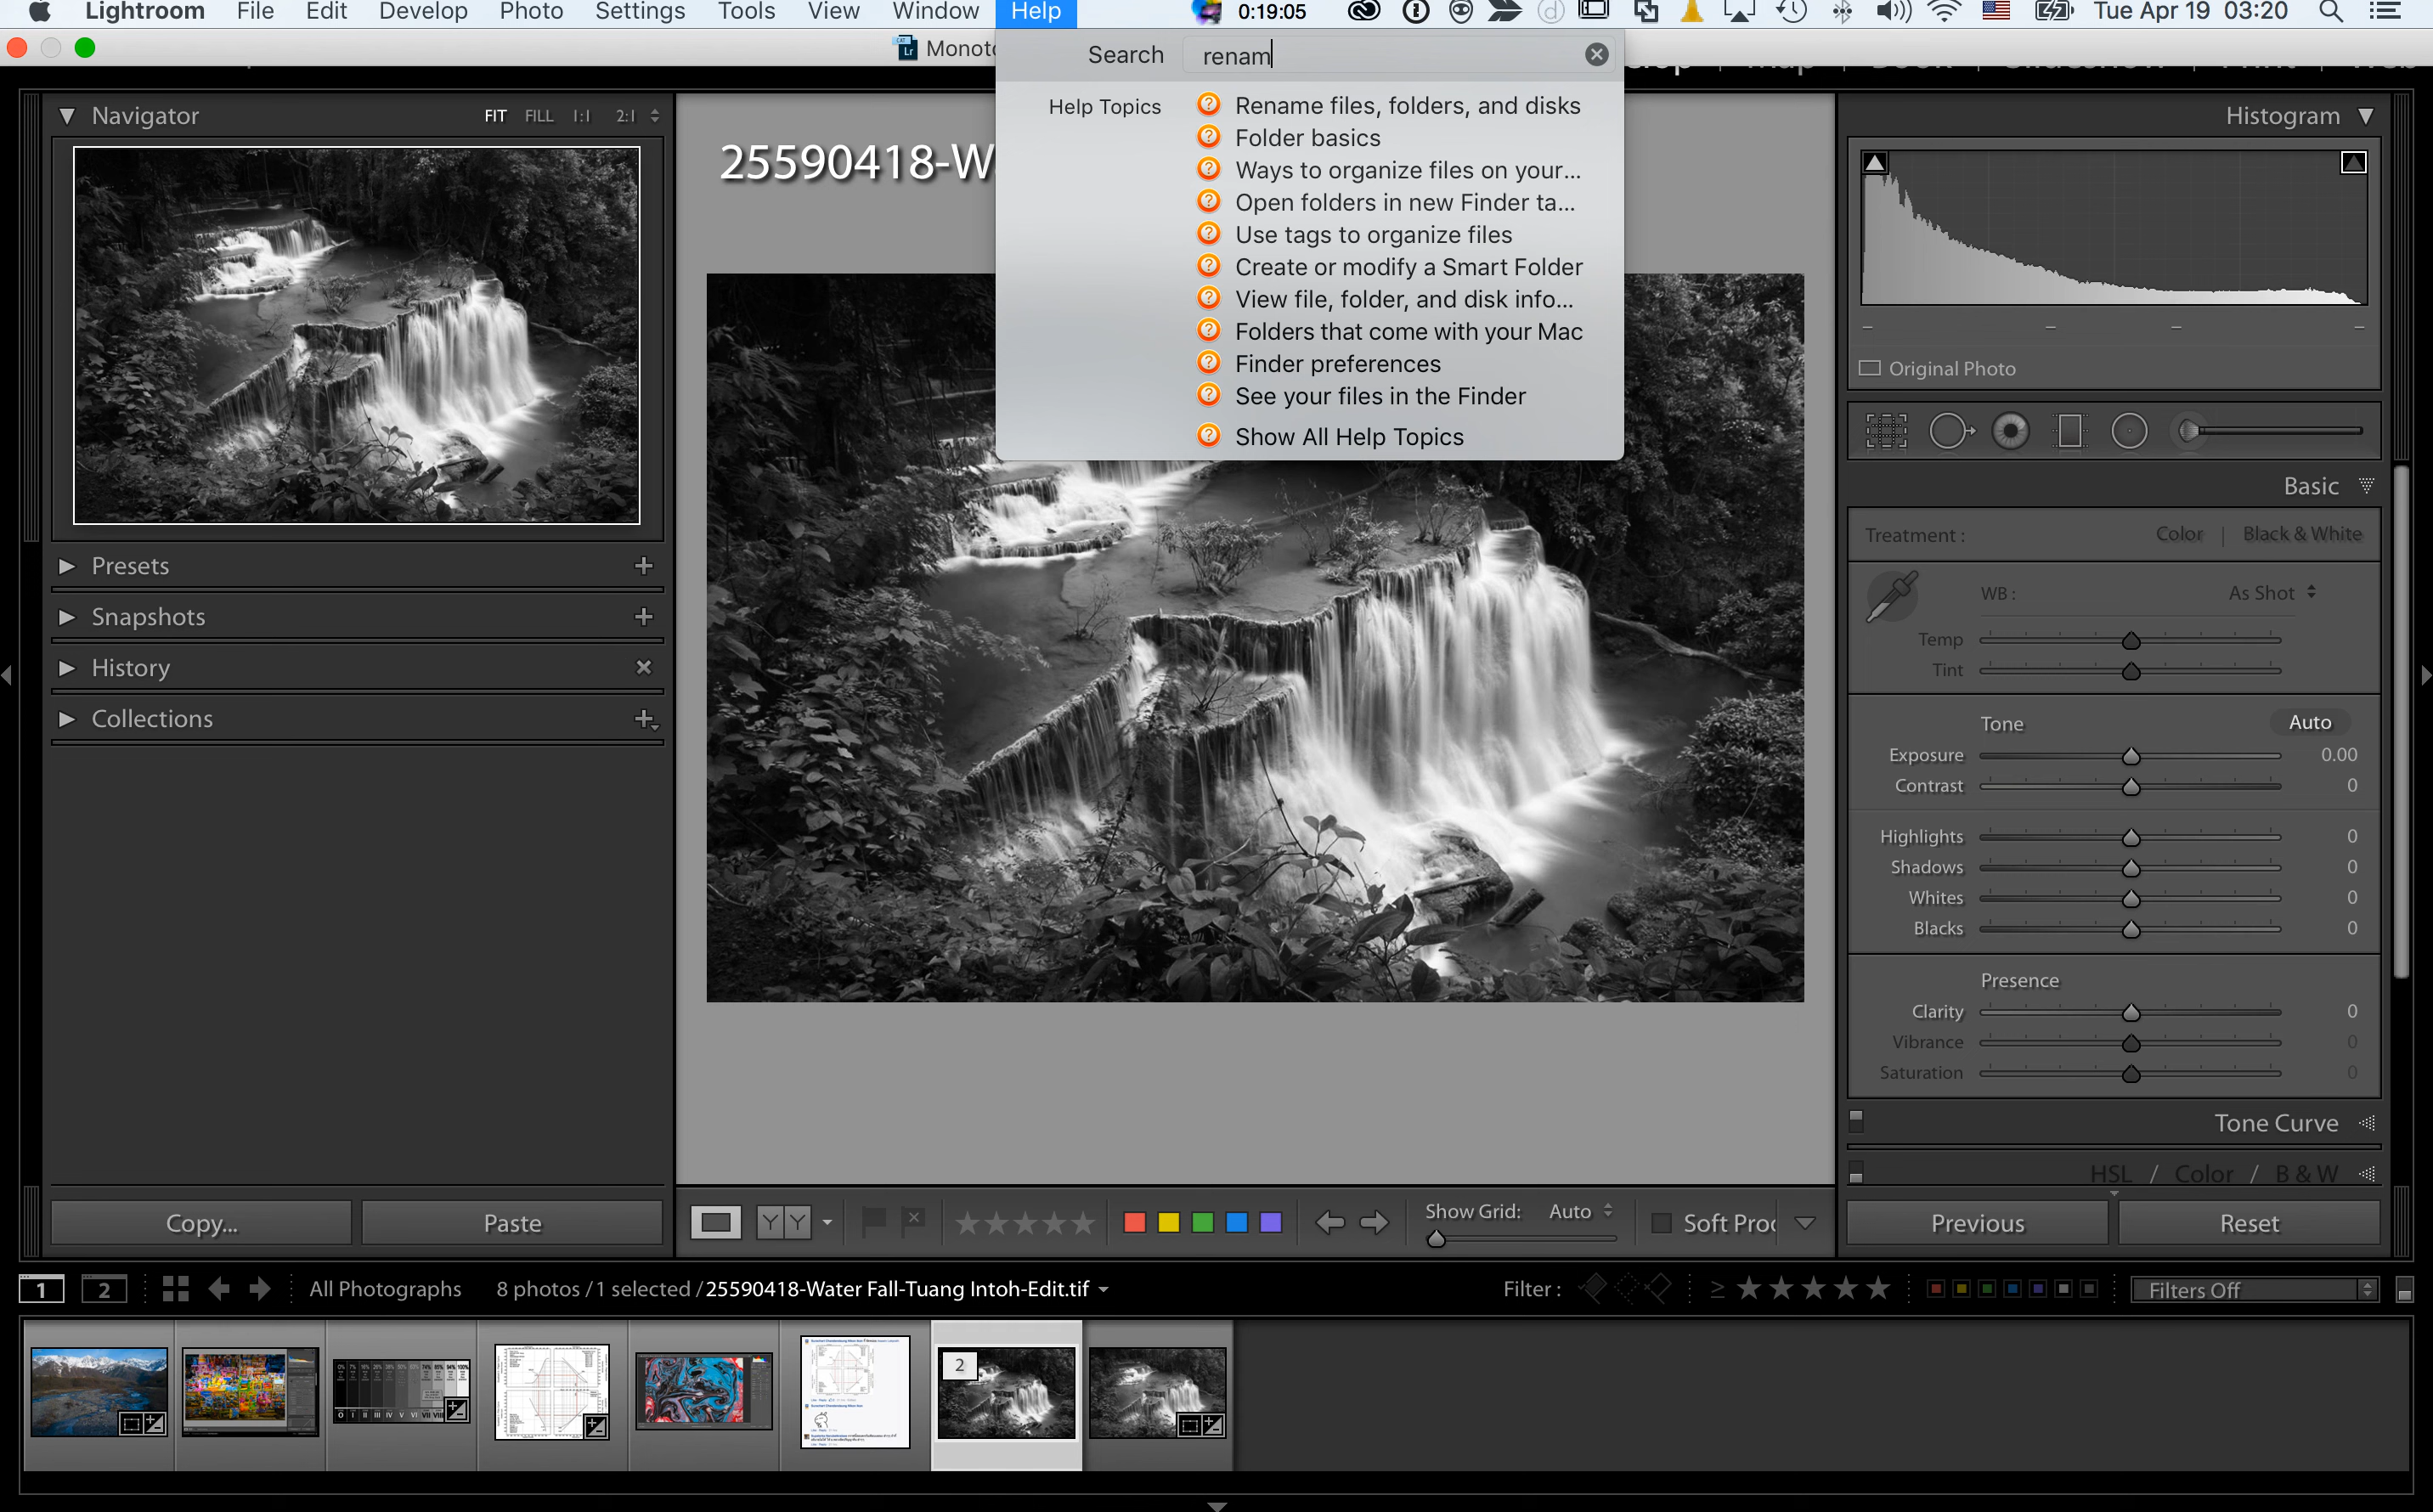 Lightroom File Edit Develop Photo Settings Tools View Window Help 0:19:05 Tue Apr 19 03:20
Search renam
Help Topics
Rename files, folders, and disks
Folder basics
Ways to organize files on your...
Open folders in new Finder ta...
Use tags to organize files
Create or modify a Smart Folder
View file, folder, and disk info...
Folders that come with your Mac
Finder preferences
See your files in the Finder
Show All Help Topics
Navigator FIT FILL 1:1 2:1
Presets
Snapshots
History
Collections
Copy... Paste
25590418-W
Histogram
Original Photo
Basic
Treatment : Color | Black & White
WB : As Shot
Temp
Tint
Tone Auto
Exposure 0.00
Contrast 0
Highlights 0
Shadows 0
Whites 0
Blacks 0
Presence
Clarity 0
Vibrance 0
Saturation 0
Tone Curve
HSL / Color / B & W
Previous Reset
Show Grid: Auto Soft Proo
1 2 All Photographs 8 photos / 1 selected / 25590418-Water Fall-Tuang Intoh-Edit.tif Filter : Filters Off
2